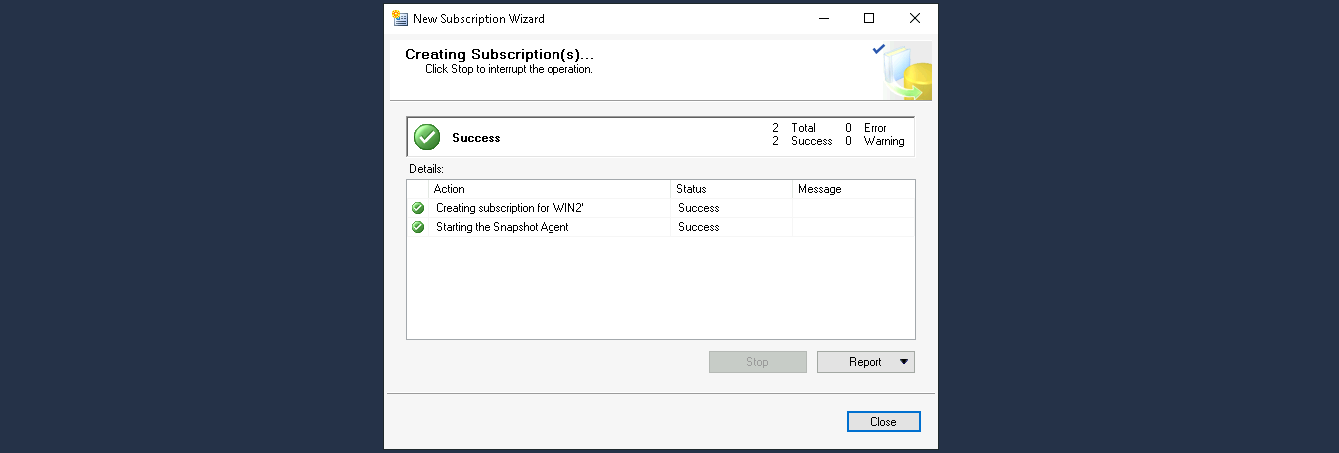 New Subscription Wizard
Creating Subscription(s)...
Click Stop to interrupt the operation.
Success
2 Total 0 Error
2 Success 0 Warning
Details:
Action Status Message
Creating subscription for 'WIN2' Success
Starting the Snapshot Agent Success
Stop Report
Close